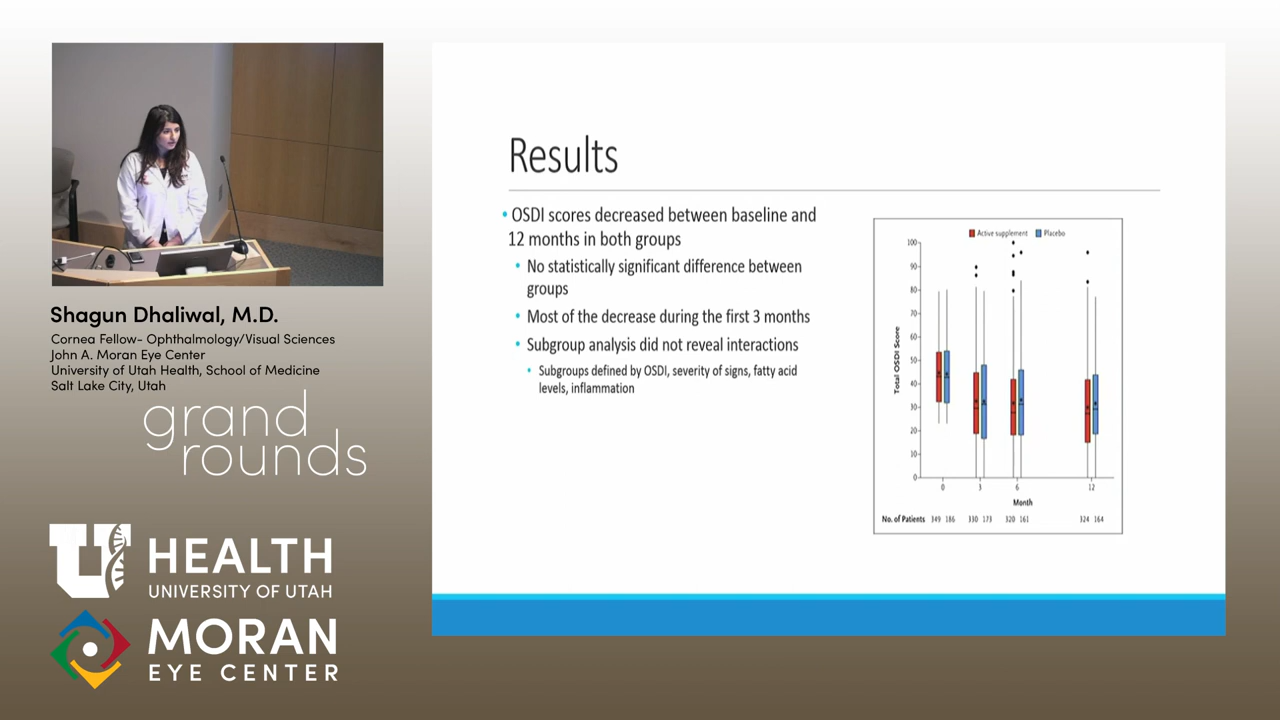 Shagun Dhaliwal, M.D.
Cornea Fellow- Ophthalmology/Visual Sciences
John A. Moran Eye Center
University of Utah Health, School of Medicine
Salt Lake City, Utah
grand
rounds
U HEALTH
UNIVERSITY OF UTAH
MORAN
EYE CENTER
Results
• OSDI scores decreased between baseline and
12 months in both groups
• No statistically significant difference between
groups
• Most of the decrease during the first 3 months
• Subgroup analysis did not reveal interactions
• Subgroups defined by OSDI, severity of signs, fatty acid
levels, inflammation
Active supplement Placebo
Total OSDI Score
100
90
80
70
60
50
40
30
20
10
0
0 3 6 12
Month
No. of Patients 349 186 330 173 320 161 324 164